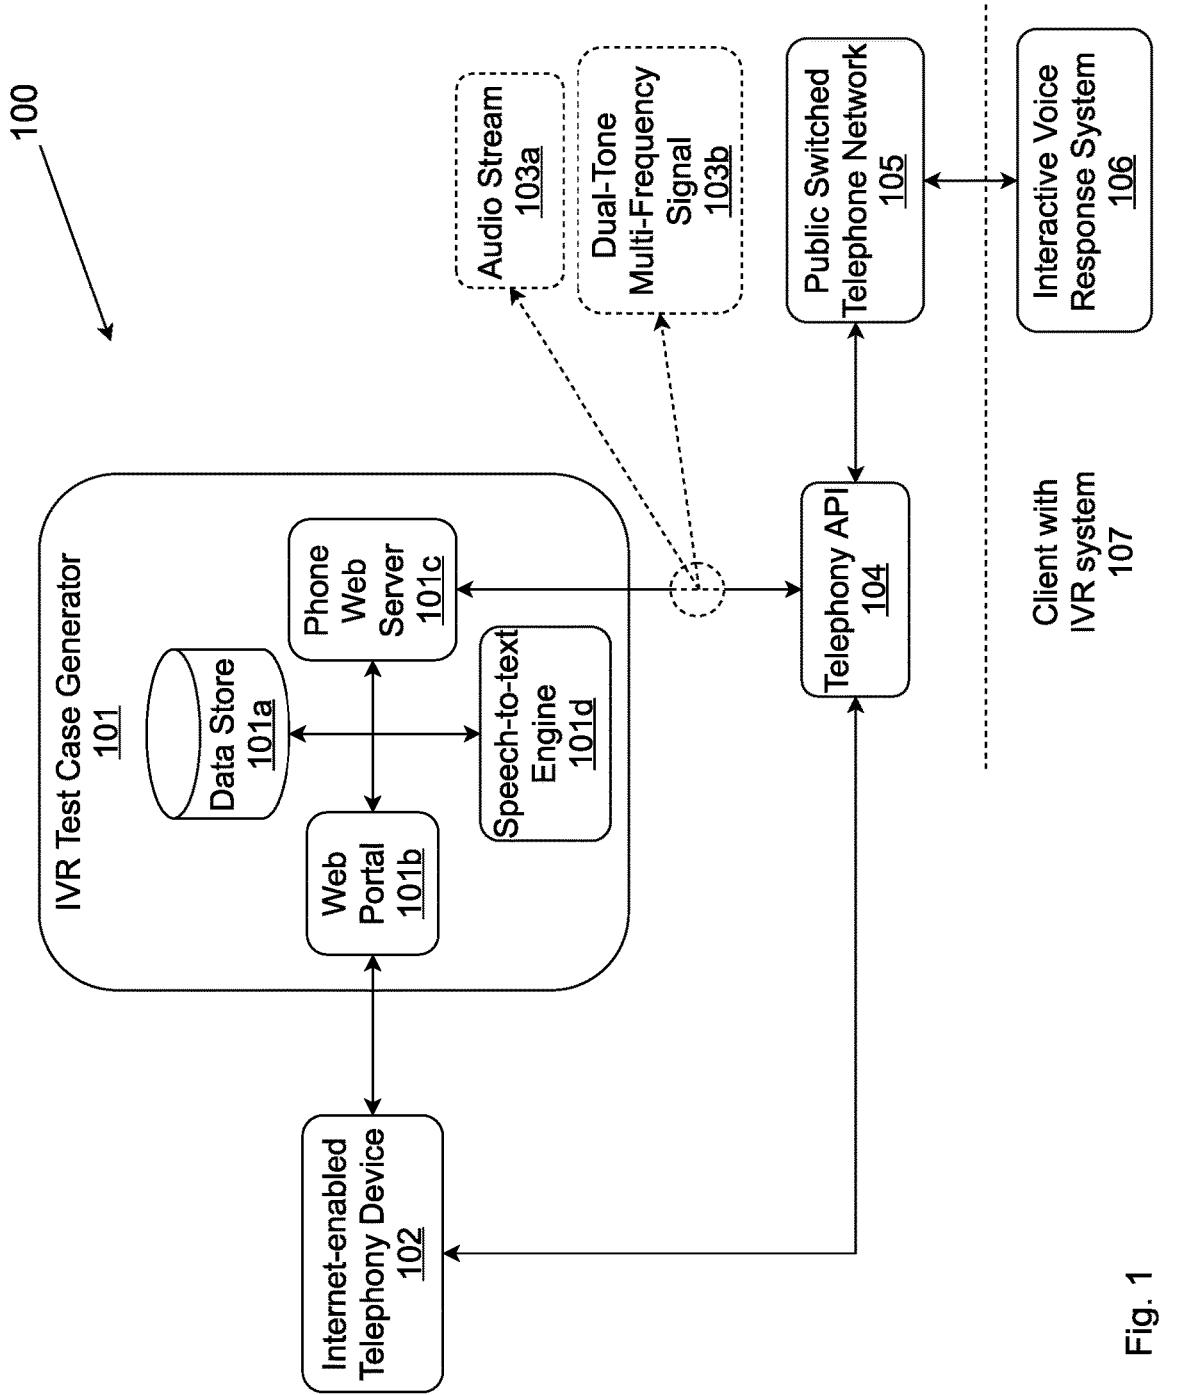 100
IVR Test Case Generator
101
Data Store
101a
Internet-enabled
Telephony Device
102
Web
Portal
101b
Phone
Web
Server
101c
Speech-to-text
Engine
101d
Audio Stream
103a
Dual-Tone
Multi-Frequency
Signal
103b
Telephony API
104
Public Switched
Telephone Network
105
Client with
IVR system
107
Interactive Voice
Response System
106
Fig. 1